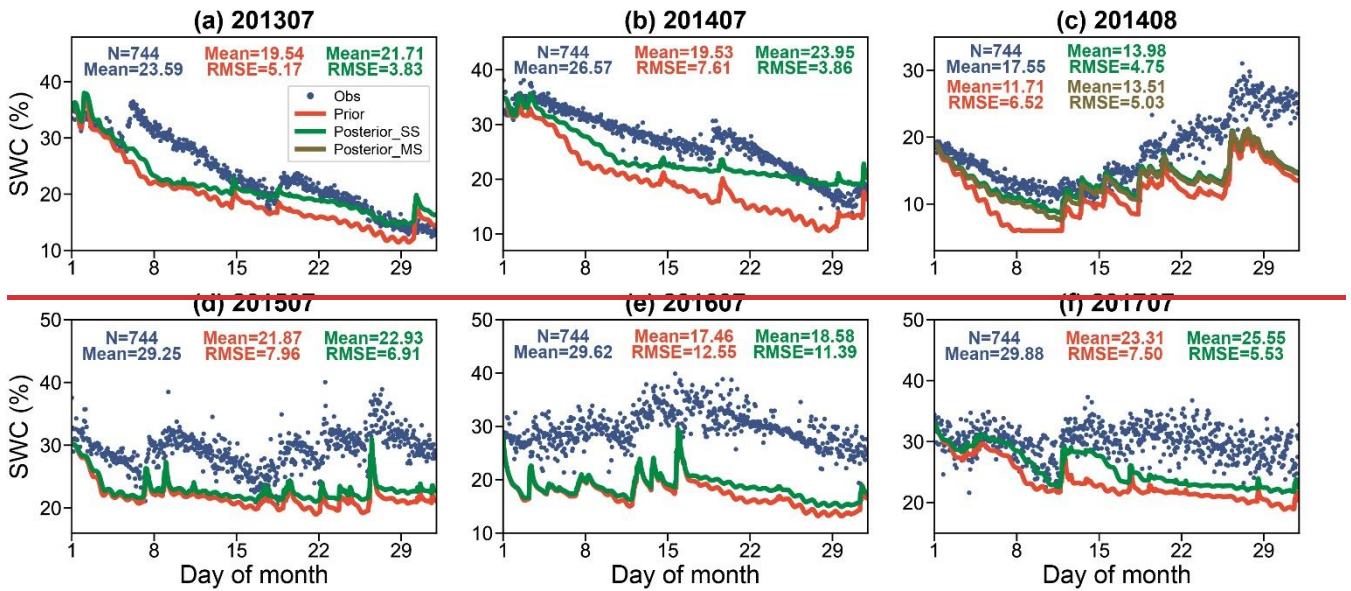 (a) 201307
(b) 201407
(c) 201408
N=744 Mean=19.54 Mean=21.71
Mean=23.59 RMSE=5.17 RMSE=3.83
N=744 Mean=19.53 Mean=23.95
Mean=26.57 RMSE=7.61 RMSE=3.86
N=744 Mean=13.98
Mean=17.55 RMSE=4.75
Mean=11.71 Mean=13.51
RMSE=6.52 RMSE=5.03
Obs
Prior
Posterior_SS
Posterior_MS
SWC (%)
40
30
20
10
1 8 15 22 29
40
30
20
10
1 8 15 22 29
30
20
10
1 8 15 22 29
(d) 201507
(e) 201607
(f) 201707
N=744 Mean=21.87 Mean=22.93
Mean=29.25 RMSE=7.96 RMSE=6.91
N=744 Mean=17.46 Mean=18.58
Mean=29.62 RMSE=12.55 RMSE=11.39
N=744 Mean=23.31 Mean=25.55
Mean=29.88 RMSE=7.50 RMSE=5.53
SWC (%)
50
40
30
20
1 8 15 22 29
Day of month
50
40
30
20
10
1 8 15 22 29
Day of month
50
40
30
20
1 8 15 22 29
Day of month